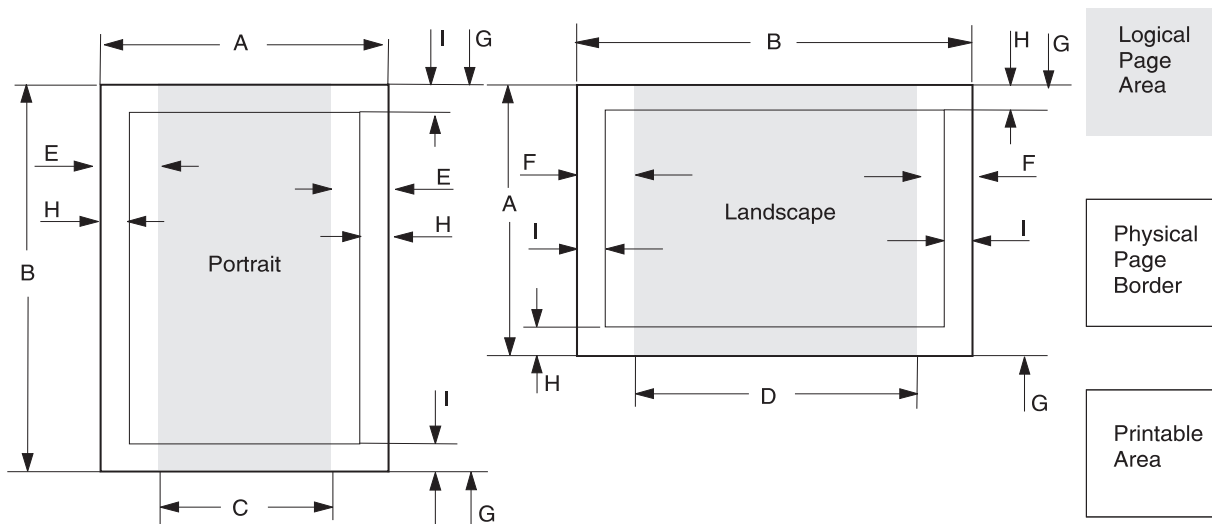 A
I
G
E
E
H
H
B
Portrait
I
C
G
B
H
G
F
F
A
Landscape
I
I
H
D
G
Logical
Page
Area
Physical
Page
Border
Printable
Area